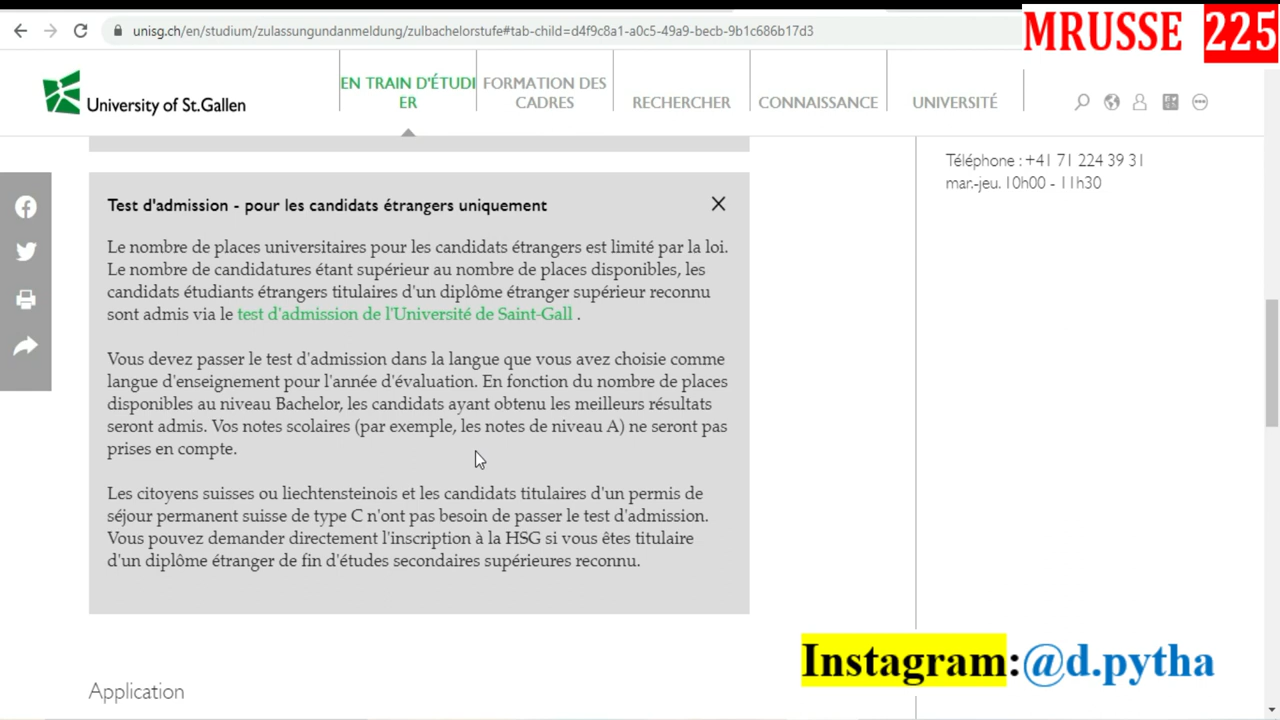 unisg.ch/en/studium/zulassungundanmeldung/zulbachelorstufe#tab-child=d4f9c8a1-a0c5-49a9-becb-9b1c686b17d3
MRUSSE 225
University of St.Gallen
EN TRAIN D'ÉTUDI
ER
FORMATION DES
CADRES
RECHERCHER
CONNAISSANCE
UNIVERSITÉ
Téléphone : +41 71 224 39 31
mar.-jeu. 10h00 - 11h30
Test d'admission - pour les candidats étrangers uniquement
Le nombre de places universitaires pour les candidats étrangers est limité par la loi.
Le nombre de candidatures étant supérieur au nombre de places disponibles, les
candidats étudiants étrangers titulaires d'un diplôme étranger supérieur reconnu
sont admis via le test d'admission de l'Université de Saint-Gall .
Vous devez passer le test d'admission dans la langue que vous avez choisie comme
langue d'enseignement pour l'année d'évaluation. En fonction du nombre de places
disponibles au niveau Bachelor, les candidats ayant obtenu les meilleurs résultats
seront admis. Vos notes scolaires (par exemple, les notes de niveau A) ne seront pas
prises en compte.
Les citoyens suisses ou liechtensteinois et les candidats titulaires d'un permis de
séjour permanent suisse de type C n'ont pas besoin de passer le test d'admission.
Vous pouvez demander directement l'inscription à la HSG si vous êtes titulaire
d'un diplôme étranger de fin d'études secondaires supérieures reconnu.
Application
Instagram:@d.pytha